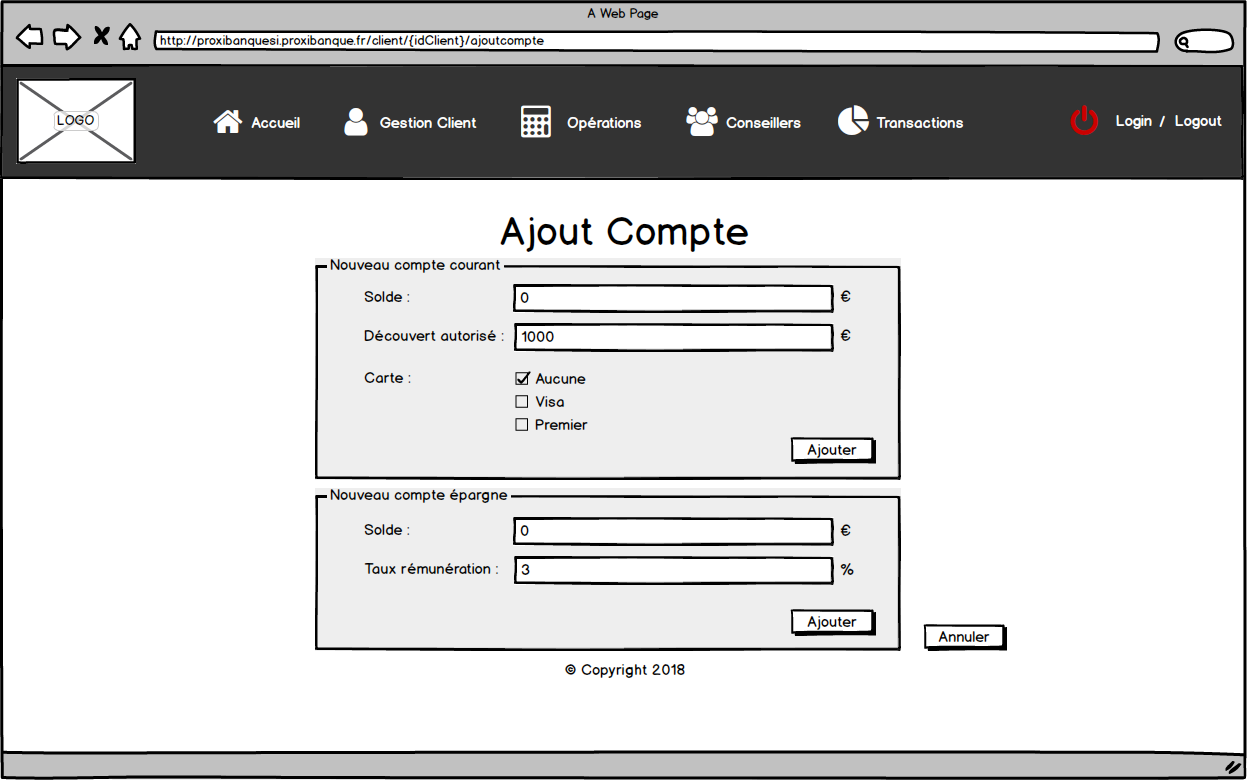 A Web Page
http://proxibanquesi.proxibanque.fr/client/{idClient}/ajoutcompte
LOGO
Accueil
Gestion Client
Opérations
Conseillers
Transactions
Login / Logout
Ajout Compte
Nouveau compte courant
Solde : 0 €
Découvert autorisé : 1000 €
Carte : Aucune
Visa
Premier
Ajouter
Nouveau compte épargne
Solde : 0 €
Taux rémunération : 3 %
Ajouter
Annuler
© Copyright 2018